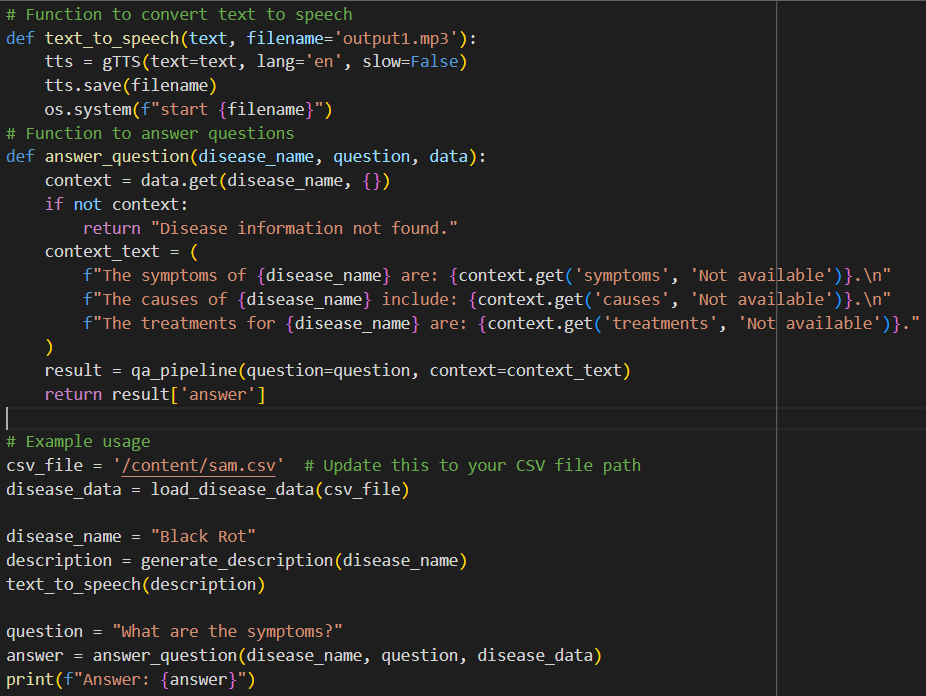 # Function to convert text to speech
def text_to_speech(text, filename='output1.mp3'):
    tts = gTTS(text=text, lang='en', slow=False)
    tts.save(filename)
    os.system(f"start {filename}")
# Function to answer questions
def answer_question(disease_name, question, data):
    context = data.get(disease_name, {})
    if not context:
        return "Disease information not found."
    context_text = (
        f"The symptoms of {disease_name} are: {context.get('symptoms', 'Not available')}.\n"
        f"The causes of {disease_name} include: {context.get('causes', 'Not available')}.\n"
        f"The treatments for {disease_name} are: {context.get('treatments', 'Not available')}."
    )
    result = qa_pipeline(question=question, context=context_text)
    return result['answer']

# Example usage
csv_file = '/content/sam.csv'  # Update this to your CSV file path
disease_data = load_disease_data(csv_file)

disease_name = "Black Rot"
description = generate_description(disease_name)
text_to_speech(description)

question = "What are the symptoms?"
answer = answer_question(disease_name, question, disease_data)
print(f"Answer: {answer}")